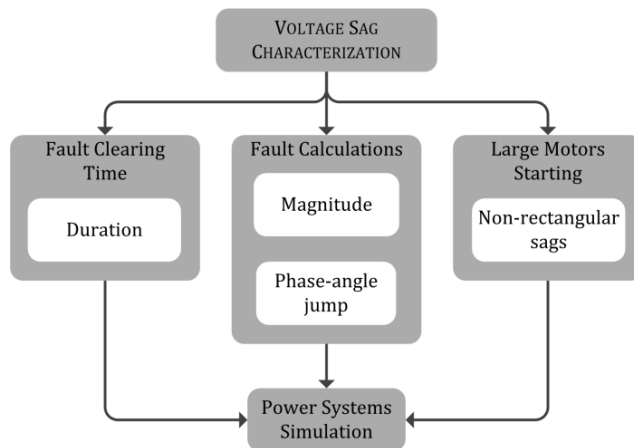 VOLTAGE SAG
CHARACTERIZATION
Fault Clearing
Time
Duration
Fault Calculations
Magnitude
Phase-angle
jump
Large Motors
Starting
Non-rectangular
sags
Power Systems
Simulation